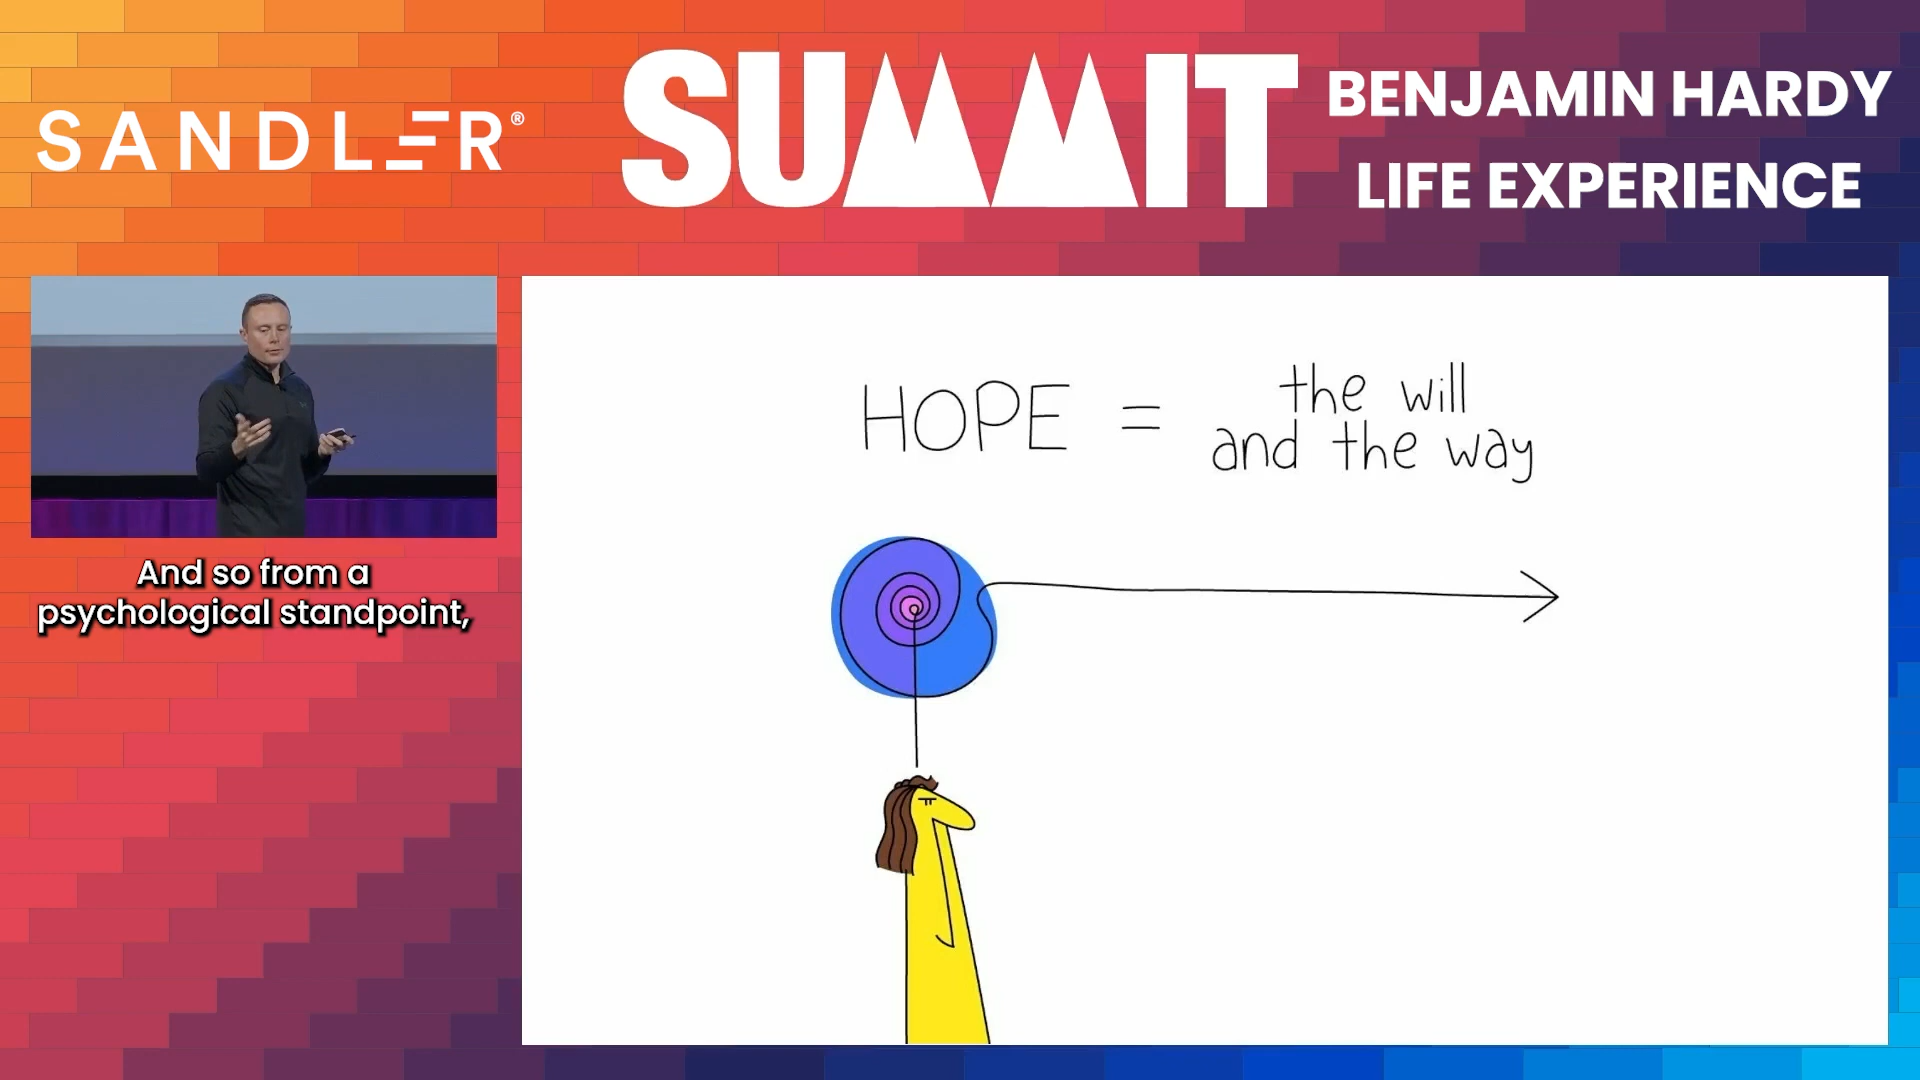 SANDLER®
SUMMIT
BENJAMIN HARDY
LIFE EXPERIENCE
And so from a
psychological standpoint,
HOPE = the will
and the way